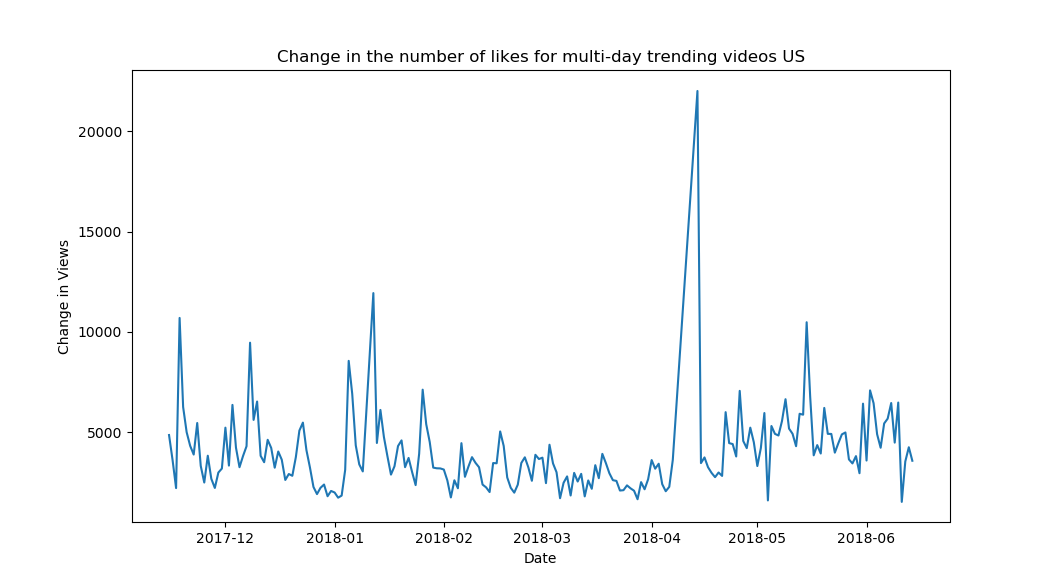 Change in the number of likes for multi-day trending videos US
20000
15000
10000
5000
Change in Views
2017-12 2018-01 2018-02 2018-03 2018-04 2018-05 2018-06
Date